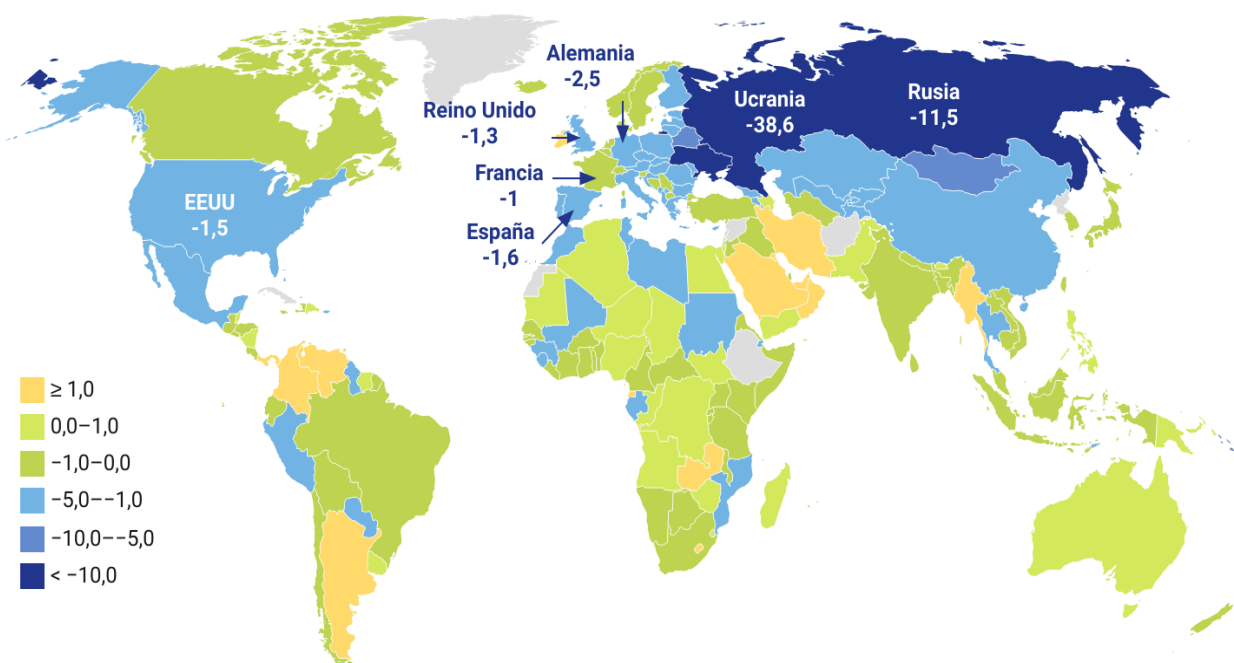 Alemania
-2,5
Reino Unido
-1,3
Ucrania
-38,6
Rusia
-11,5
Francia
-1
EEUU
-1,5
España
-1,6
≥ 1,0
0,0−1,0
−1,0−0,0
−5,0−−1,0
−10,0−−5,0
< −10,0